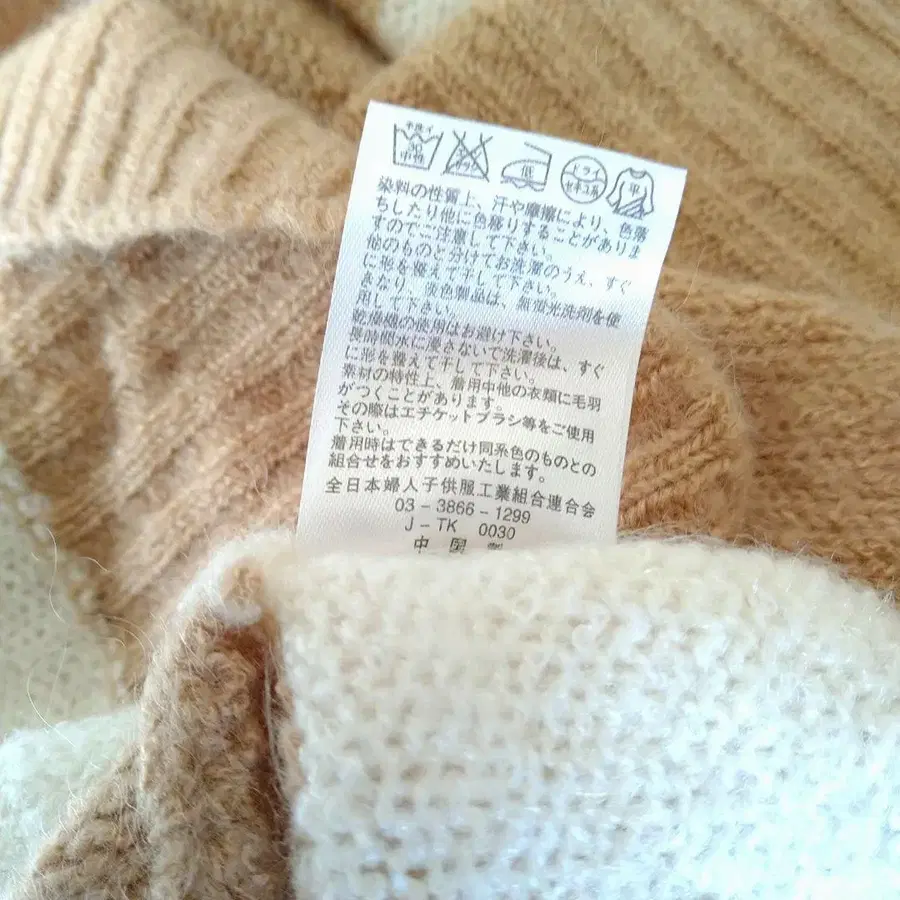 手洗イ 30 中性 エンソ サラシ 低 ドライ セキユ系 平
染料の性質上、汗や摩擦により、色落
ちしたり他に色移りすることがありま
すのでご注意して下さい。
他のものと分けてお洗濯のうえ、すぐ
に形を整えて干して下さい。
きなり、淡色製品は、無蛍光洗剤を使
用して下さい。
乾燥機の使用はお避け下さい。
長時間水に浸さないで洗濯後は、すぐ
に形を整えて干して下さい。
素材の特性上、着用中他の衣類に毛羽
がつくことがあります。
その際はエチケットブラシ等をご使用
下さい。
着用時はできるだけ同系色のものとの
組合せをおすすめいたします。
全日本婦人子供服工業組合連合会
03-3866-1299
J-TK 0030
中国製